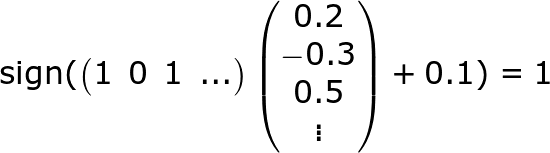 sign((1 0 1 ...) (0.2 −0.3 0.5 ⋮) + 0.1) = 1